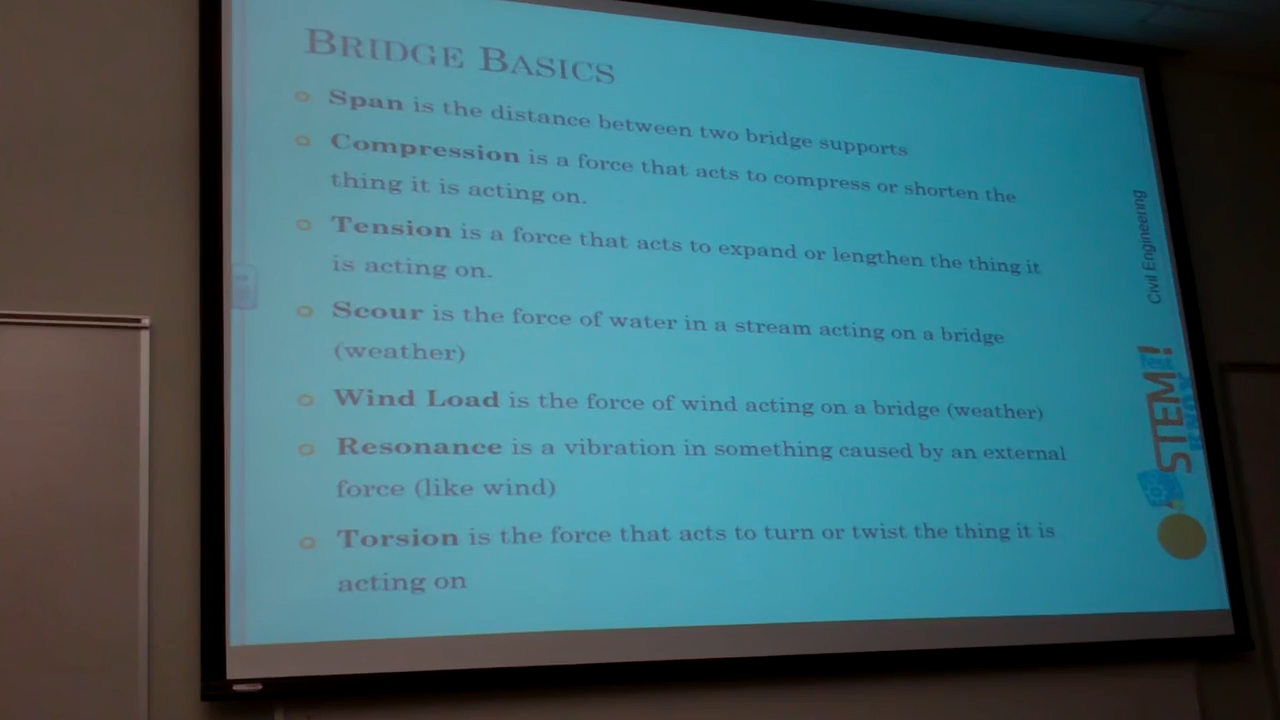 BRIDGE BASICS
Span is the distance between two bridge supports
Compression is a force that acts to compress or shorten the
thing it is acting on.
Tension is a force that acts to expand or lengthen the thing it
is acting on.
Scour is the force of water in a stream acting on a bridge
(weather)
Wind Load is the force of wind acting on a bridge (weather)
Resonance is a vibration in something caused by an external
force (like wind)
Torsion is the force that acts to turn or twist the thing it is
acting on
Civil Engineering
STEM!